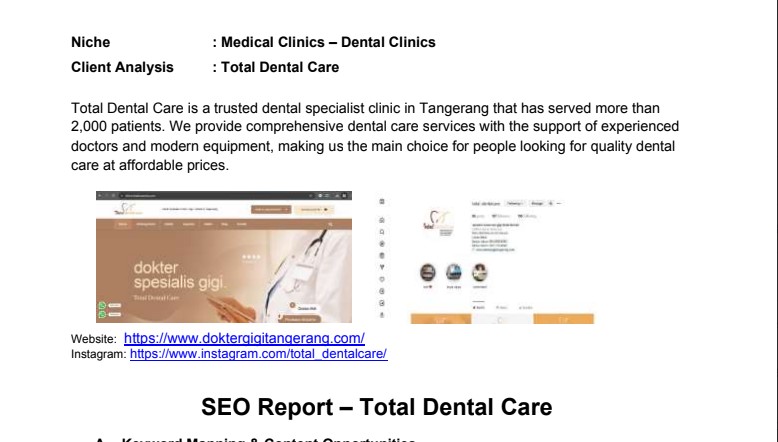 Niche : Medical Clinics – Dental Clinics
Client Analysis : Total Dental Care
Total Dental Care is a trusted dental specialist clinic in Tangerang that has served more than
2,000 patients. We provide comprehensive dental care services with the support of experienced
doctors and modern equipment, making us the main choice for people looking for quality dental
care at affordable prices.
dokter
spesialis gigi.
Total Dental Care
Website: https://www.doktergigitangerang.com/
Instagram: https://www.instagram.com/total_dentalcare/
SEO Report – Total Dental Care
A. Keyword Mapping & Content Opportunities